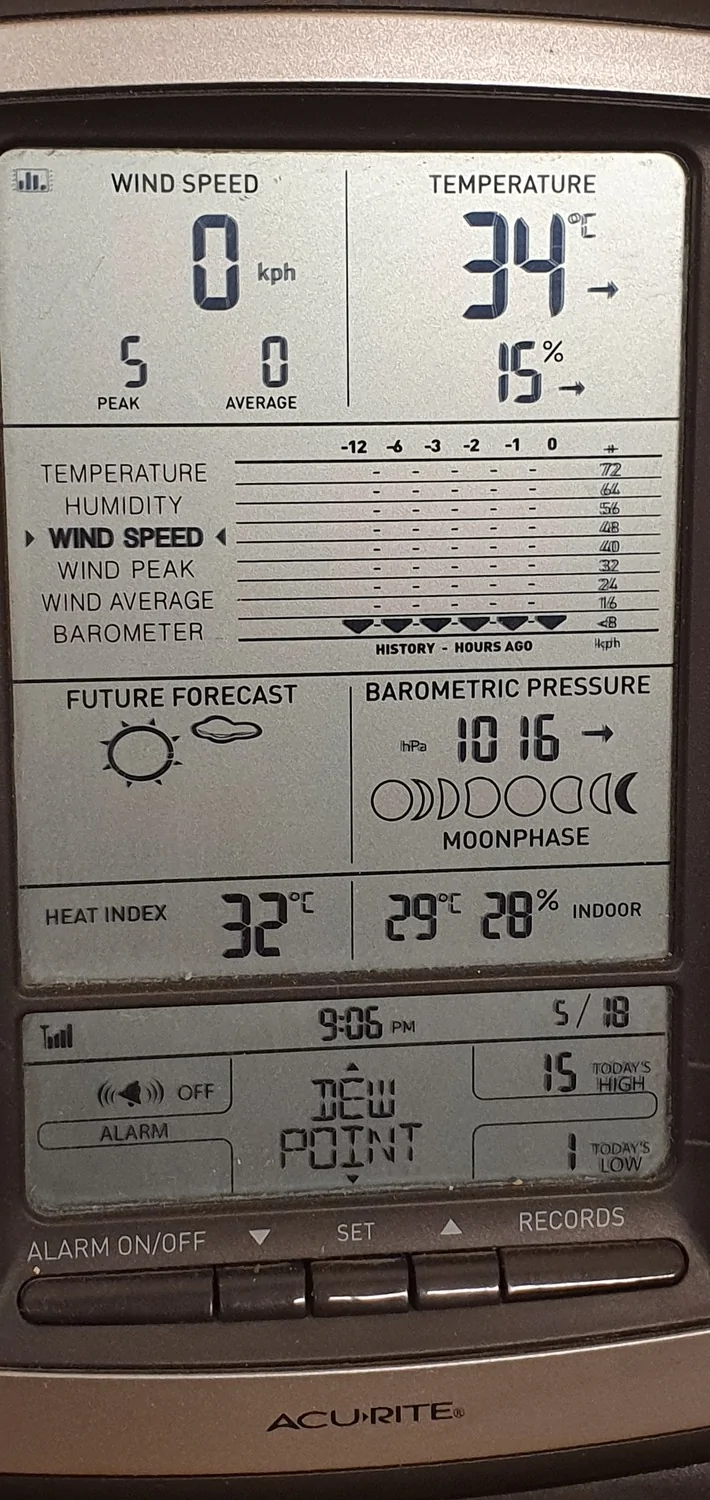 WIND SPEED TEMPERATURE
0 kph 34 °C →
5 0 15 % →
PEAK AVERAGE
-12 -6 -3 -2 -1 0 +
TEMPERATURE 72
HUMIDITY 64
56
▶ WIND SPEED ◀ 48
40
WIND PEAK 32
24
WIND AVERAGE 16
BAROMETER <8
HISTORY - HOURS AGO kph
FUTURE FORECAST BAROMETRIC PRESSURE
hPa 1016 →
MOONPHASE
HEAT INDEX 32°C 29°C 28% INDOOR
9:06 PM 5/18
OFF DEW 15 TODAY'S HIGH
ALARM POINT 1 TODAY'S LOW
ALARM ON/OFF ▼ SET ▲ RECORDS
ACU›RITE®